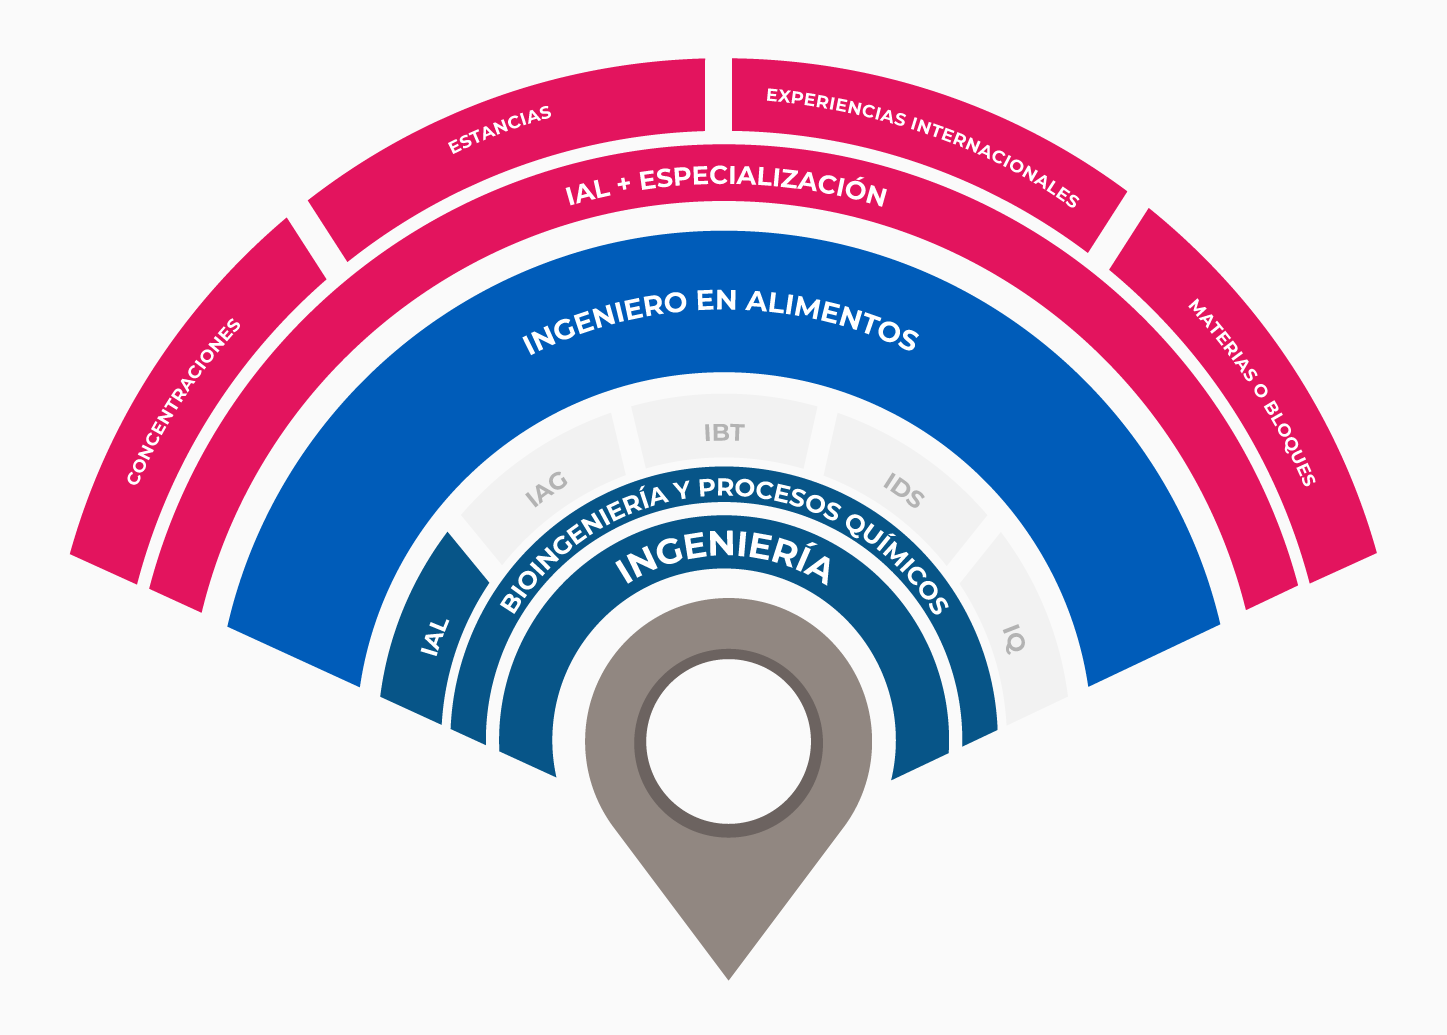 ESTANCIAS
EXPERIENCIAS INTERNACIONALES
CONCENTRACIONES
MATERIAS O BLOQUES
IAL + ESPECIALIZACIÓN
INGENIERO EN ALIMENTOS
IAL
IAG
IBT
IDS
IQ
BIOINGENIERÍA Y PROCESOS QUÍMICOS
INGENIERÍA